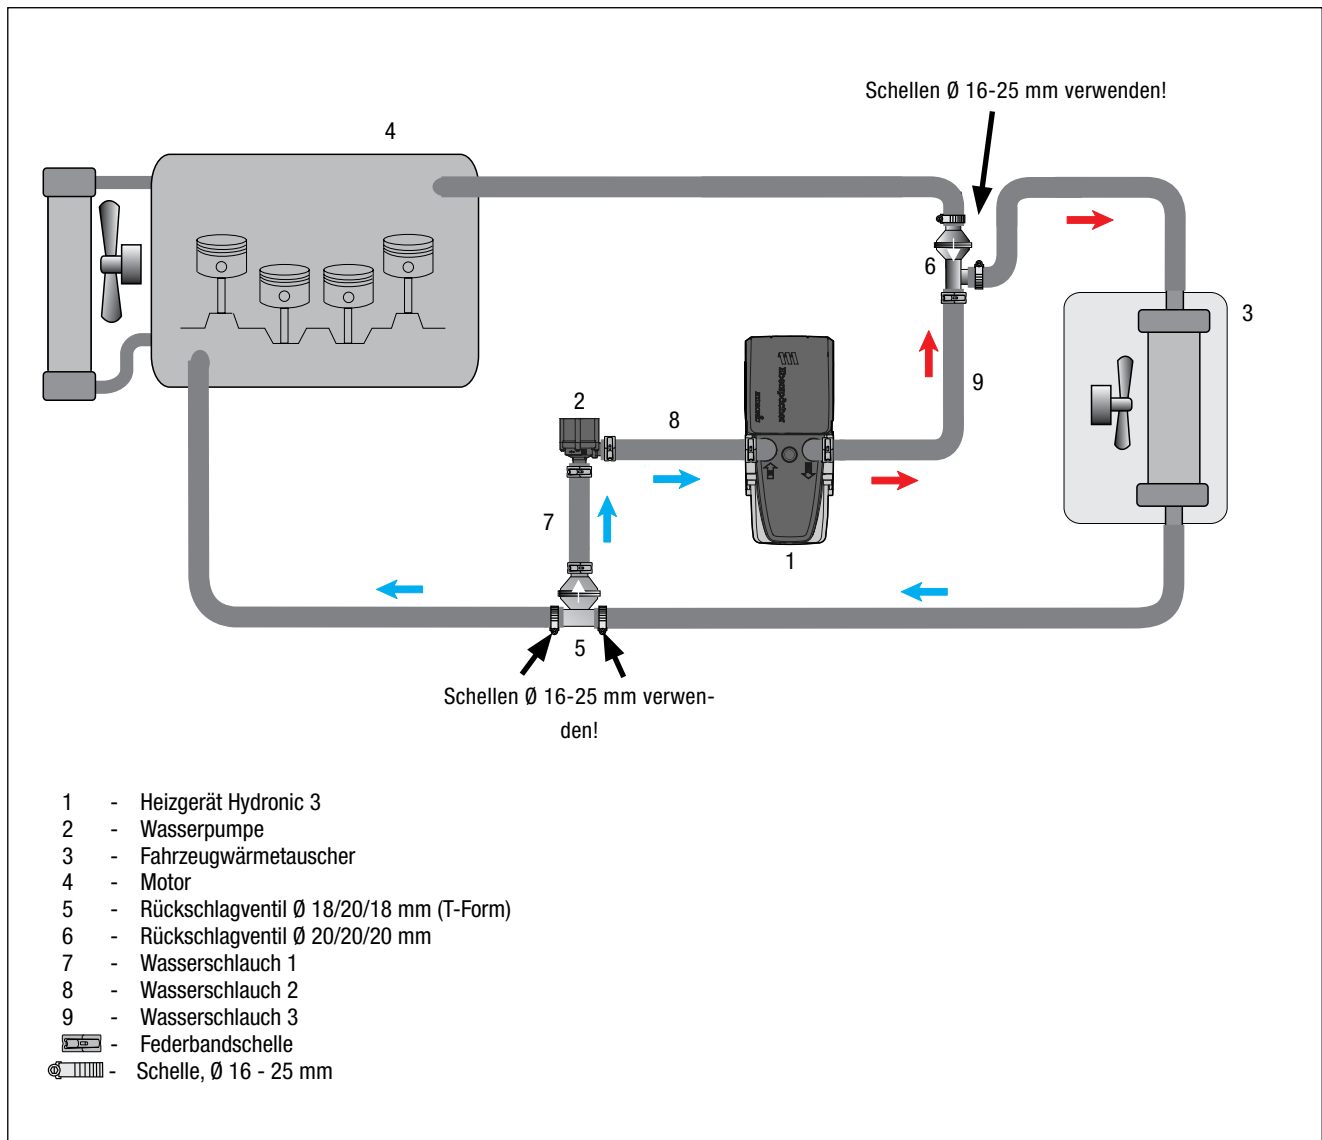 Schellen Ø 16-25 mm verwenden!
4
6
3
9
2
8
Eberspächer
7
1
5
Schellen Ø 16-25 mm verwen-
den!
1 - Heizgerät Hydronic 3
2 - Wasserpumpe
3 - Fahrzeugwärmetauscher
4 - Motor
5 - Rückschlagventil Ø 18/20/18 mm (T-Form)
6 - Rückschlagventil Ø 20/20/20 mm
7 - Wasserschlauch 1
8 - Wasserschlauch 2
9 - Wasserschlauch 3
- Federbandschelle
- Schelle, Ø 16 - 25 mm